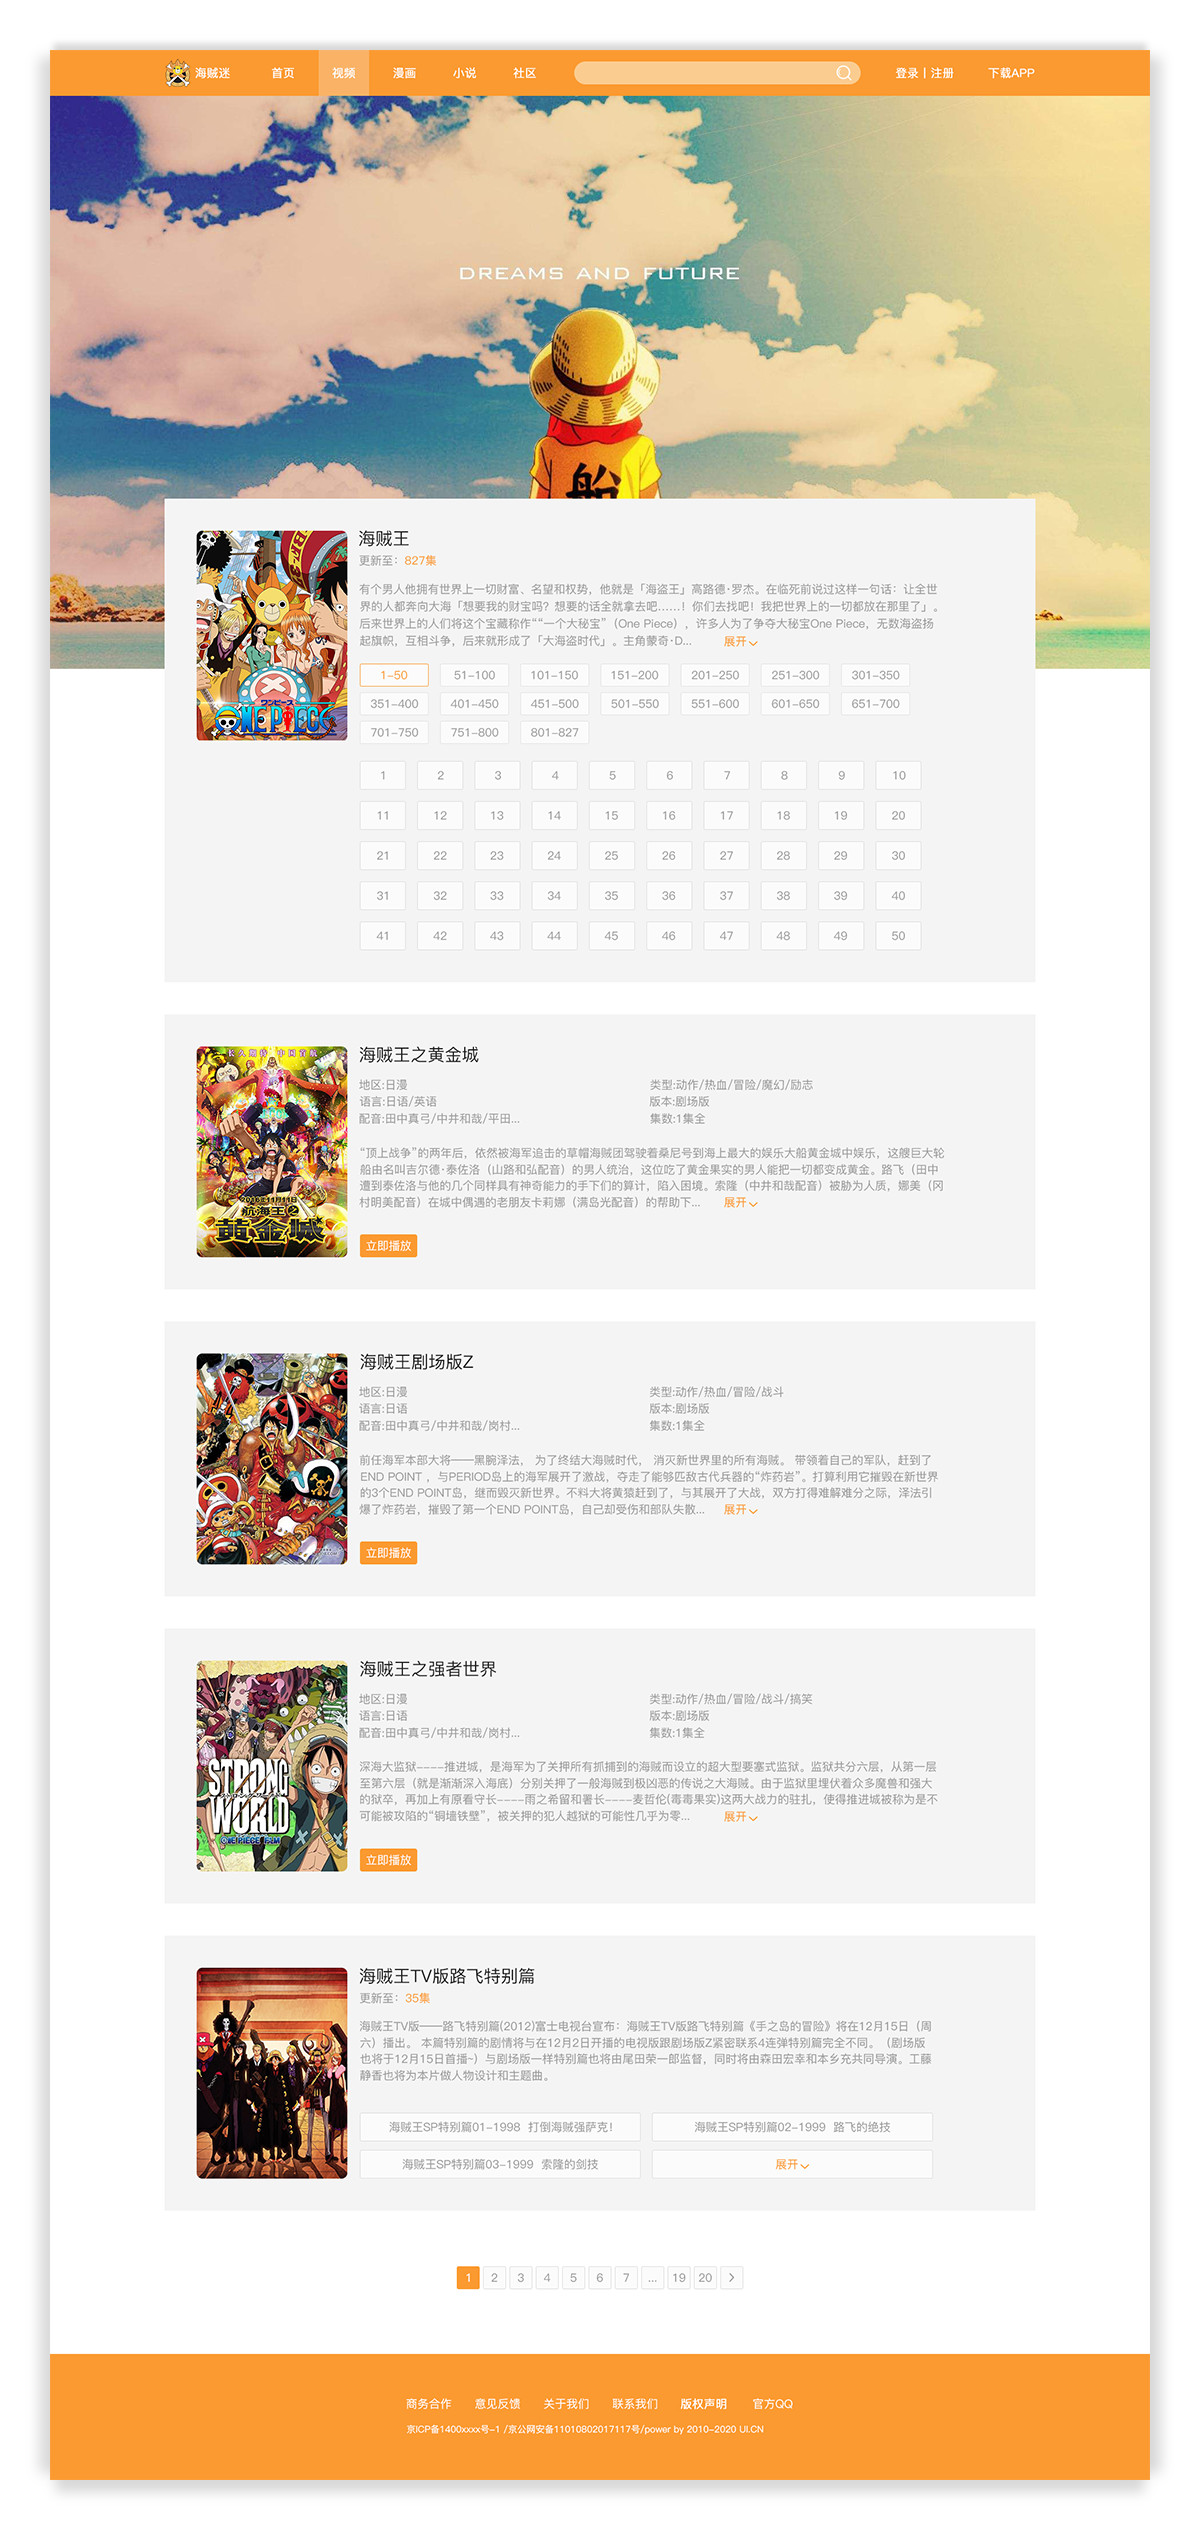 海贼迷 首页 视频 漫画 小说 社区 登录 | 注册 下载APP
DREAMS AND FUTURE
船
海贼王
更新至：827集
有个男人他拥有世界上一切财富、名望和权势，他就是「海盗王」高路德·罗杰。在临死前说过这样一句话：让全世
界的人都奔向大海「想要我的财宝吗？想要的话全就拿去吧……！你们去找吧！我把世界上的一切都放在那里了」。
后来世界上的人们将这个宝藏称作““一个大秘宝”（One Piece），许多人为了争夺大秘宝One Piece，无数海盗扬
起旗帜，互相斗争，后来就形成了「大海盗时代」。主角蒙奇·D... 展开
1-50 51-100 101-150 151-200 201-250 251-300 301-350
351-400 401-450 451-500 501-550 551-600 601-650 651-700
701-750 751-800 801-827
1 2 3 4 5 6 7 8 9 10
11 12 13 14 15 16 17 18 19 20
21 22 23 24 25 26 27 28 29 30
31 32 33 34 35 36 37 38 39 40
41 42 43 44 45 46 47 48 49 50
ワンピース
ONE PIECE
海贼王之黄金城
地区:日漫 类型:动作/热血/冒险/魔幻/励志
语言:日语/英语 版本:剧场版
配音:田中真弓/中井和哉/平田... 集数:1集全
“顶上战争”的两年后，依然被海军追击的草帽海贼团驾驶着桑尼号到海上最大的娱乐大船黄金城中娱乐，这艘巨大轮
船由名叫吉尔德·泰佐洛（山路和弘配音）的男人统治，这位吃了黄金果实的男人能把一切都变成黄金。路飞（田中
遭到泰佐洛与他的几个同样具有神奇能力的手下们的算计，陷入困境。索隆（中井和哉配音）被胁为人质，娜美（冈
村明美配音）在城中偶遇的老朋友卡莉娜（满岛光配音）的帮助下... 展开
立即播放
2016年11月11日
航海王之
黄金城
海贼王剧场版Z
地区:日漫 类型:动作/热血/冒险/战斗
语言:日语 版本:剧场版
配音:田中真弓/中井和哉/岗村... 集数:1集全
前任海军本部大将——黑腕泽法， 为了终结大海贼时代， 消灭新世界里的所有海贼。 带领着自己的军队，赶到了
END POINT ，与PERIOD岛上的海军展开了激战，夺走了能够匹敌古代兵器的“炸药岩”。打算利用它摧毁在新世界
的3个END POINT岛，继而毁灭新世界。不料大将黄猿赶到了，与其展开了大战，双方打得难解难分之际，泽法引
爆了炸药岩，摧毁了第一个END POINT岛，自己却受伤和部队失散... 展开
立即播放
海贼王之强者世界
地区:日漫 类型:动作/热血/冒险/战斗/搞笑
语言:日语 版本:剧场版
配音:田中真弓/中井和哉/岗村... 集数:1集全
深海大监狱----推进城，是海军为了关押所有抓捕到的海贼而设立的超大型要塞式监狱。监狱共分六层，从第一层
至第六层（就是渐渐深入海底）分别关押了一般海贼到极凶恶的传说之大海贼。由于监狱里埋伏着众多魔兽和强大
的狱卒，再加上有原看守长----雨之希留和署长----麦哲伦(毒毒果实)这两大战力的驻扎，使得推进城被称为是不
可能被攻陷的“铜墙铁壁”，被关押的犯人越狱的可能性几乎为零... 展开
立即播放
STRONG
WORLD
ONE PIECE FILM
海贼王TV版路飞特别篇
更新至：35集
海贼王TV版——路飞特别篇(2012)富士电视台宣布：海贼王TV版路飞特别篇《手之岛的冒险》将在12月15日（周
六）播出。 本篇特别篇的剧情将与在12月2日开播的电视版跟剧场版Z紧密联系4连弹特别篇完全不同。（剧场版
也将于12月15日首播~）与剧场版一样特别篇也将由尾田荣一郎监督，同时将由森田宏幸和本乡充共同导演。工藤
静香也将为本片做人物设计和主题曲。
海贼王SP特别篇01-1998 打倒海贼强萨克！ 海贼王SP特别篇02-1999 路飞的绝技
海贼王SP特别篇03-1999 索隆的剑技 展开
1 2 3 4 5 6 7 ... 19 20 >
商务合作 意见反馈 关于我们 联系我们 版权声明 官方QQ
京ICP备1400xxxx号-1 /京公网安备11010802017117号/power by 2010-2020 UI.CN